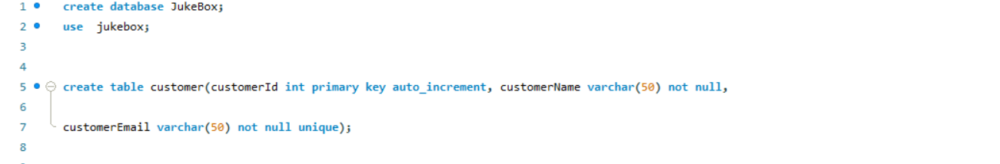 1 create database JukeBox;
2 use  jukebox;
3
4
5 create table customer(customerId int primary key auto_increment, customerName varchar(50) not null,
6
7 customerEmail varchar(50) not null unique);
8